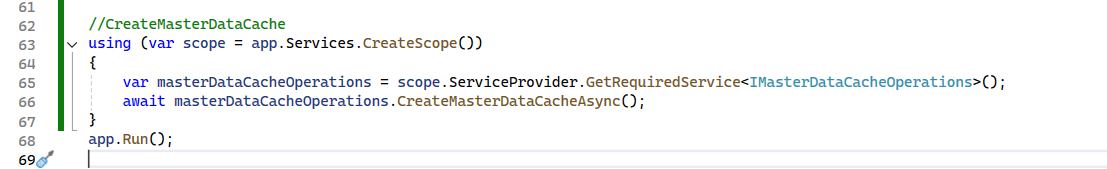 61
62 //CreateMasterDataCache
63 using (var scope = app.Services.CreateScope())
64 {
65 var masterDataCacheOperations = scope.ServiceProvider.GetRequiredService<IMasterDataCacheOperations>();
66 await masterDataCacheOperations.CreateMasterDataCacheAsync();
67 }
68 app.Run();
69